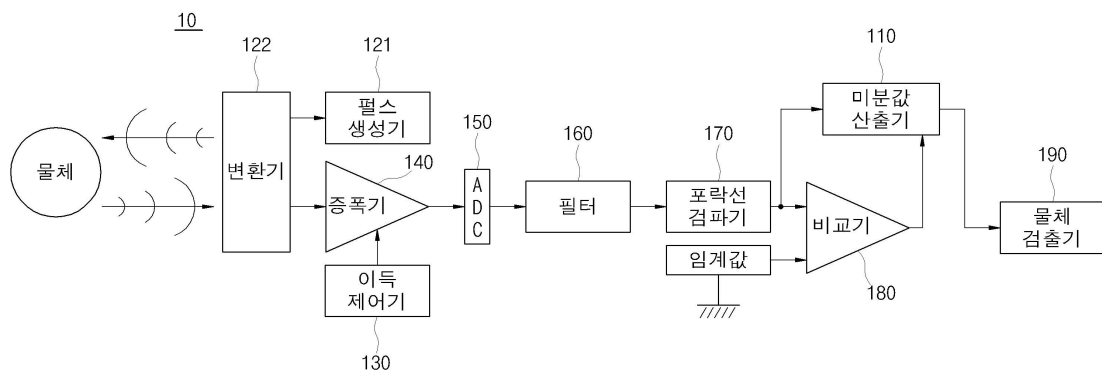 10
122
121
110
펄스
생성기
미분값
산출기
150
160
170
190
물체
변환기
140
증폭기
ADC
필터
포락선
검파기
비교기
물체
검출기
임계값
180
이득
제어기
130